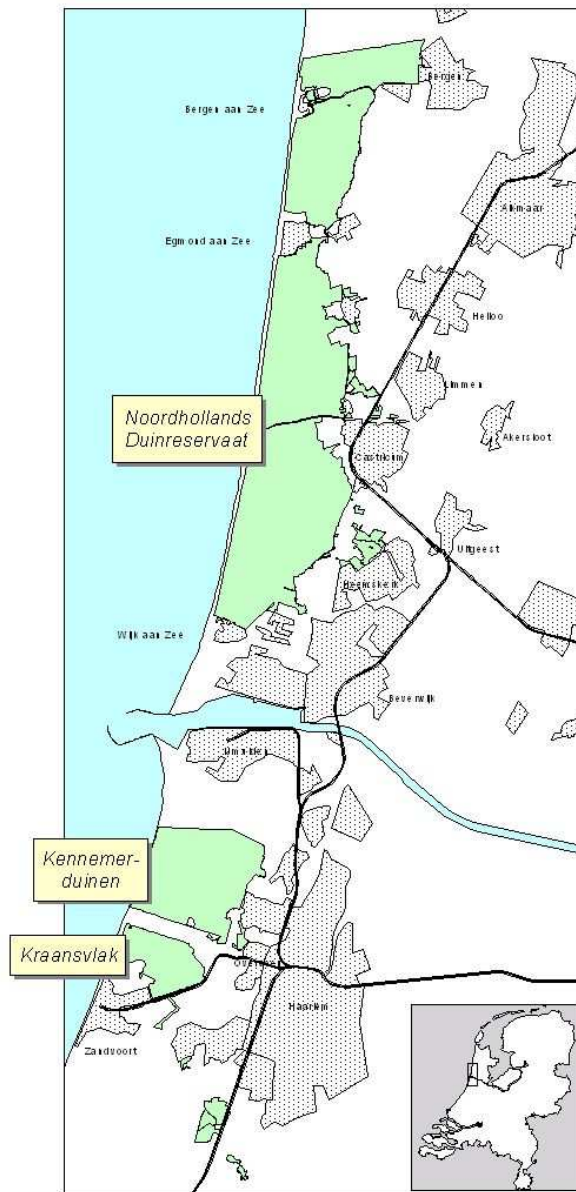 Bergen
Bergen aan Zee
Alkmaar
Egmond aan Zee
Heiloo
Limmen
Noordhollands
Duinreservaat
Akersloot
Castricum
Uitgeest
Heemskerk
Wijk aan Zee
Beverwijk
IJmuiden
Kennemer-
duinen
Kraansvlak
Haarlem
Zandvoort